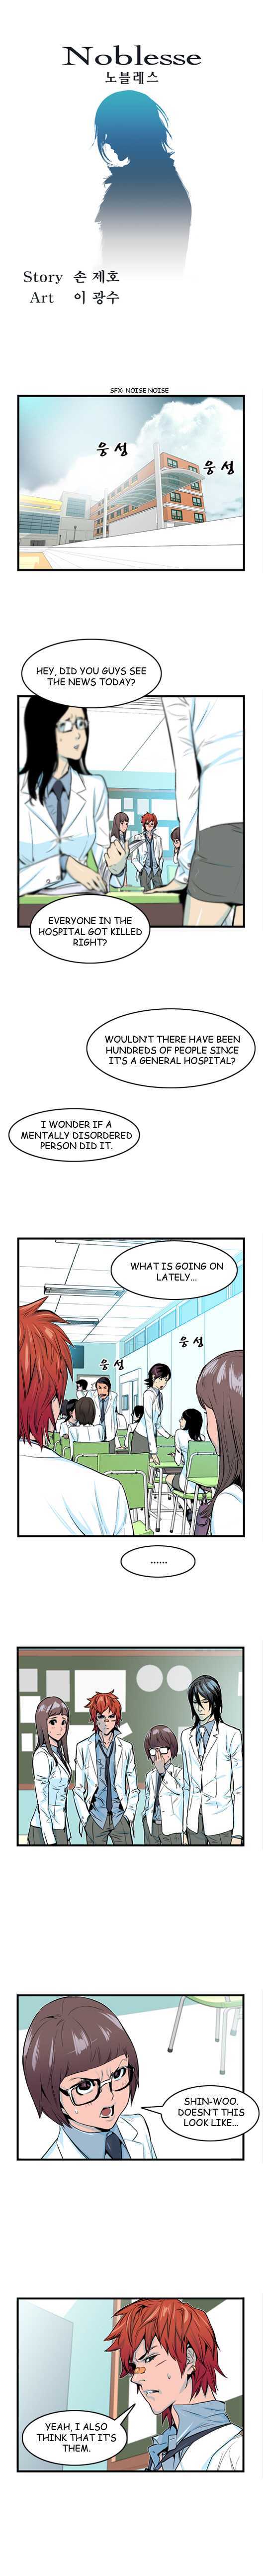 Noblesse
노블레스
Story 손 제호
Art 이 광수
SFX: NOISE NOISE
웅 성
웅 성
HEY, DID YOU GUYS SEE
THE NEWS TODAY?
EVERYONE IN THE
HOSPITAL GOT KILLED
RIGHT?
WOULDN'T THERE HAVE BEEN
HUNDREDS OF PEOPLE SINCE
IT'S A GENERAL HOSPITAL?
I WONDER IF A
MENTALLY DISORDERED
PERSON DID IT.
WHAT IS GOING ON
LATELY...
웅 성
웅 성
......
SHIN-WOO.
DOESN'T THIS
LOOK LIKE...
YEAH, I ALSO
THINK THAT IT'S
THEM.